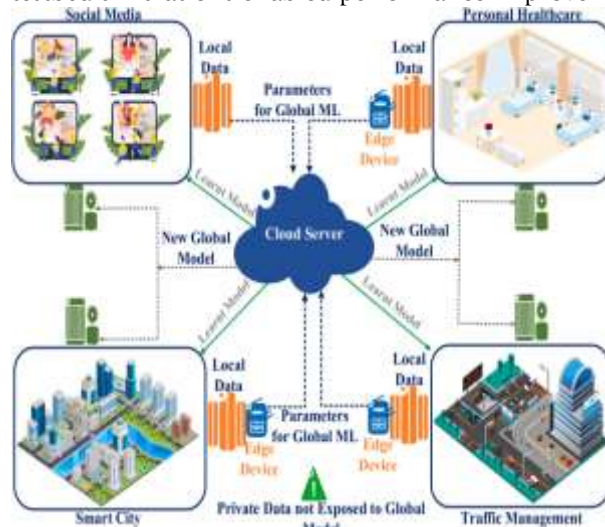 Social Media
Personal Healthcare
Local
Data
Local
Data
Parameters
for Global ML
Edge
Device
Learnt Model
Learnt Model
Cloud Server
New Global
Model
New Global
Model
Learnt Model
Learnt Model
Local
Data
Local
Data
Parameters
for Global ML
Edge
Device
Edge
Device
Private Data not Exposed to Global
Model
Smart City
Traffic Management